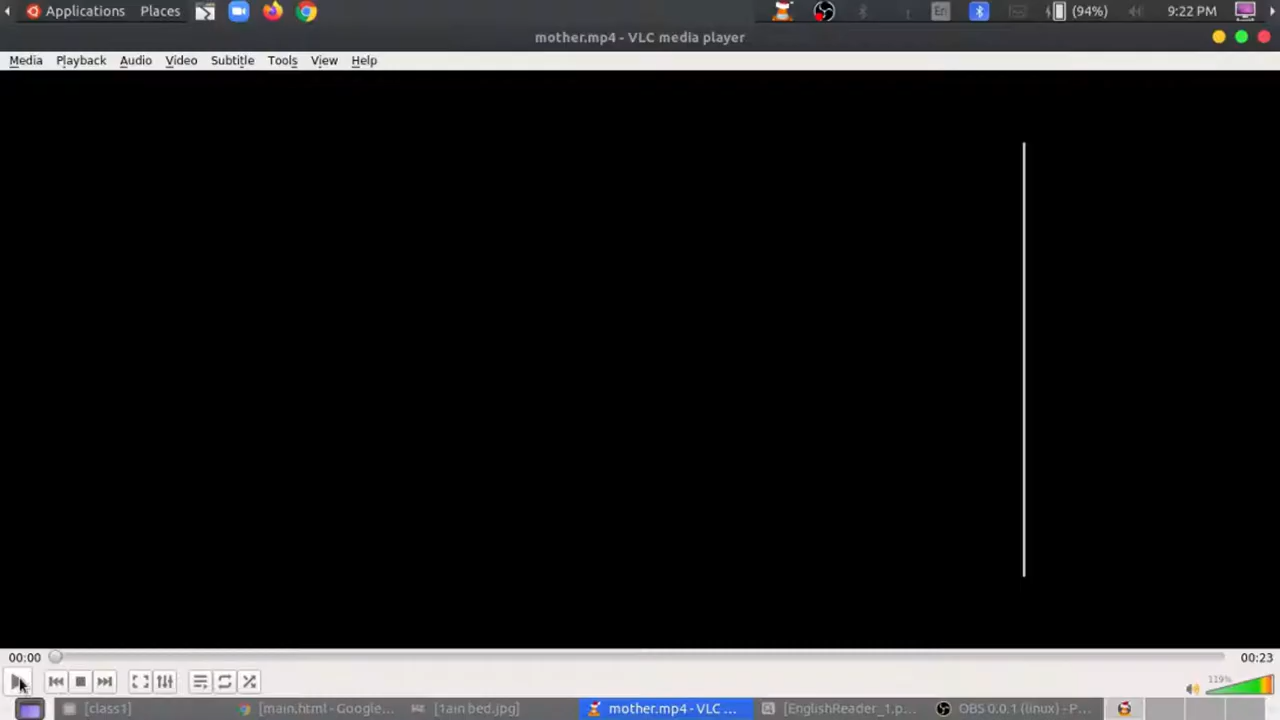 Applications Places En (94%) 9:22 PM
mother.mp4 - VLC media player
Media Playback Audio Video Subtitle Tools View Help
00:00 00:23
119%
[class1] [main.html - Google... [1ain bed.jpg] mother.mp4 - VLC ... [EnglishReader_1.p... OBS 0.0.1 (linux) - P...